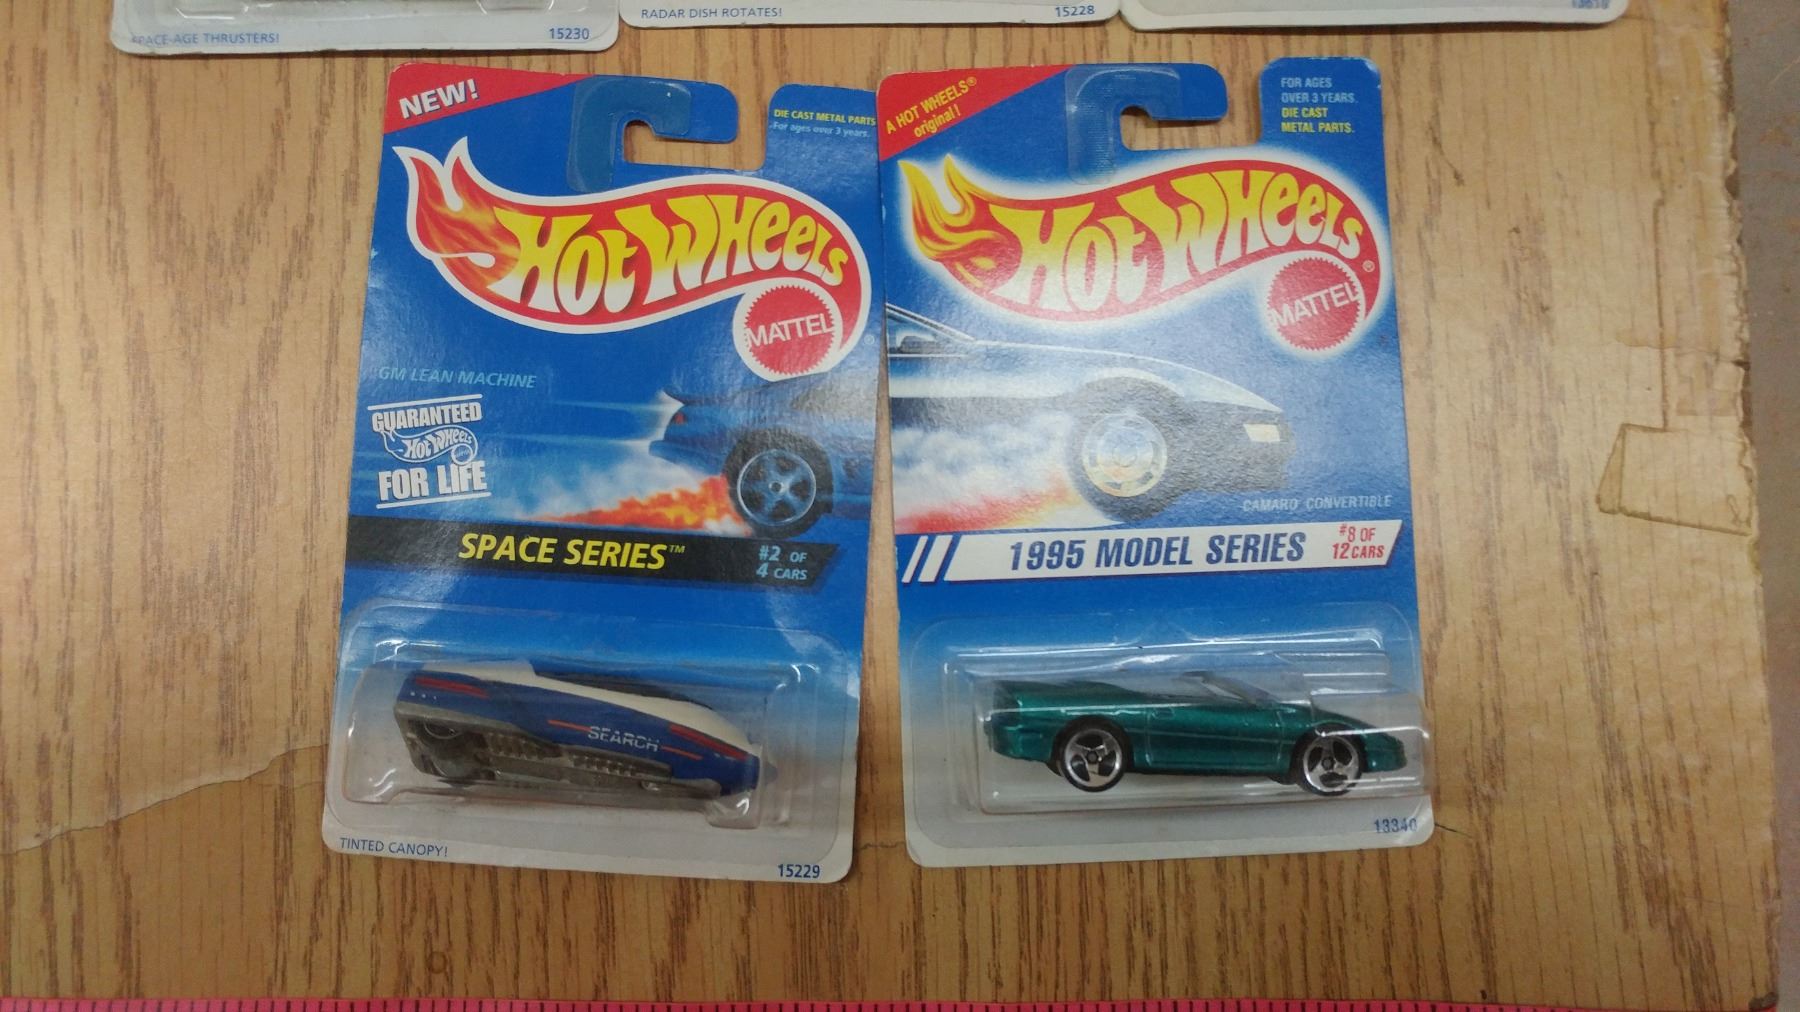 SPACE-AGE THRUSTERS!
15230
RADAR DISH ROTATES!
15228
NEW!
DIE CAST METAL PARTS
For ages over 3 years.
HOT WHEELS
MATTEL
GM LEAN MACHINE
GUARANTEED
HOT WHEELS
FOR LIFE
SPACE SERIES™
#2 OF
4 CARS
SEARCH
TINTED CANOPY!
15229
A HOT WHEELS®
original!
FOR AGES
OVER 3 YEARS.
DIE CAST
METAL PARTS.
HOT WHEELS®
MATTEL
CAMARO CONVERTIBLE
1995 MODEL SERIES
#8 OF
12 CARS
13340